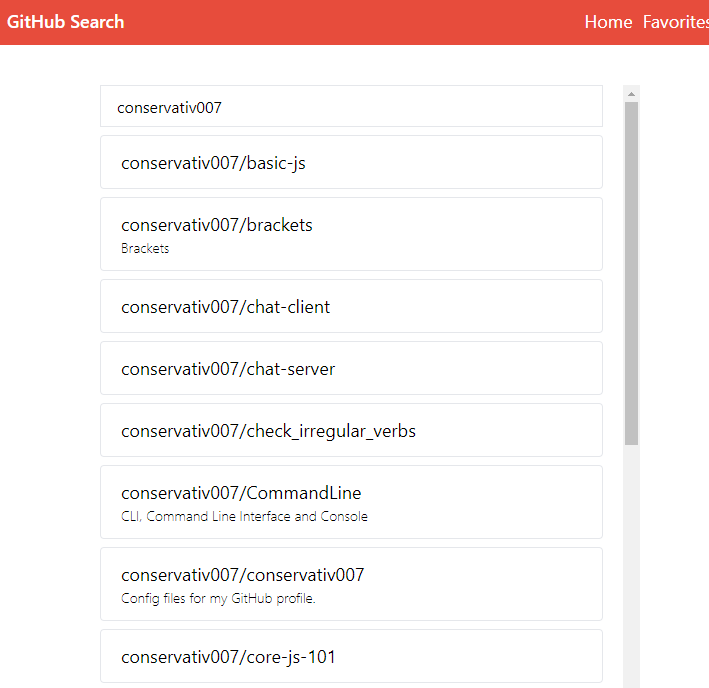 GitHub Search
Home Favorites
conservativ007
conservativ007/basic-js
conservativ007/brackets
Brackets
conservativ007/chat-client
conservativ007/chat-server
conservativ007/check_irregular_verbs
conservativ007/CommandLine
CLI, Command Line Interface and Console
conservativ007/conservativ007
Config files for my GitHub profile.
conservativ007/core-js-101